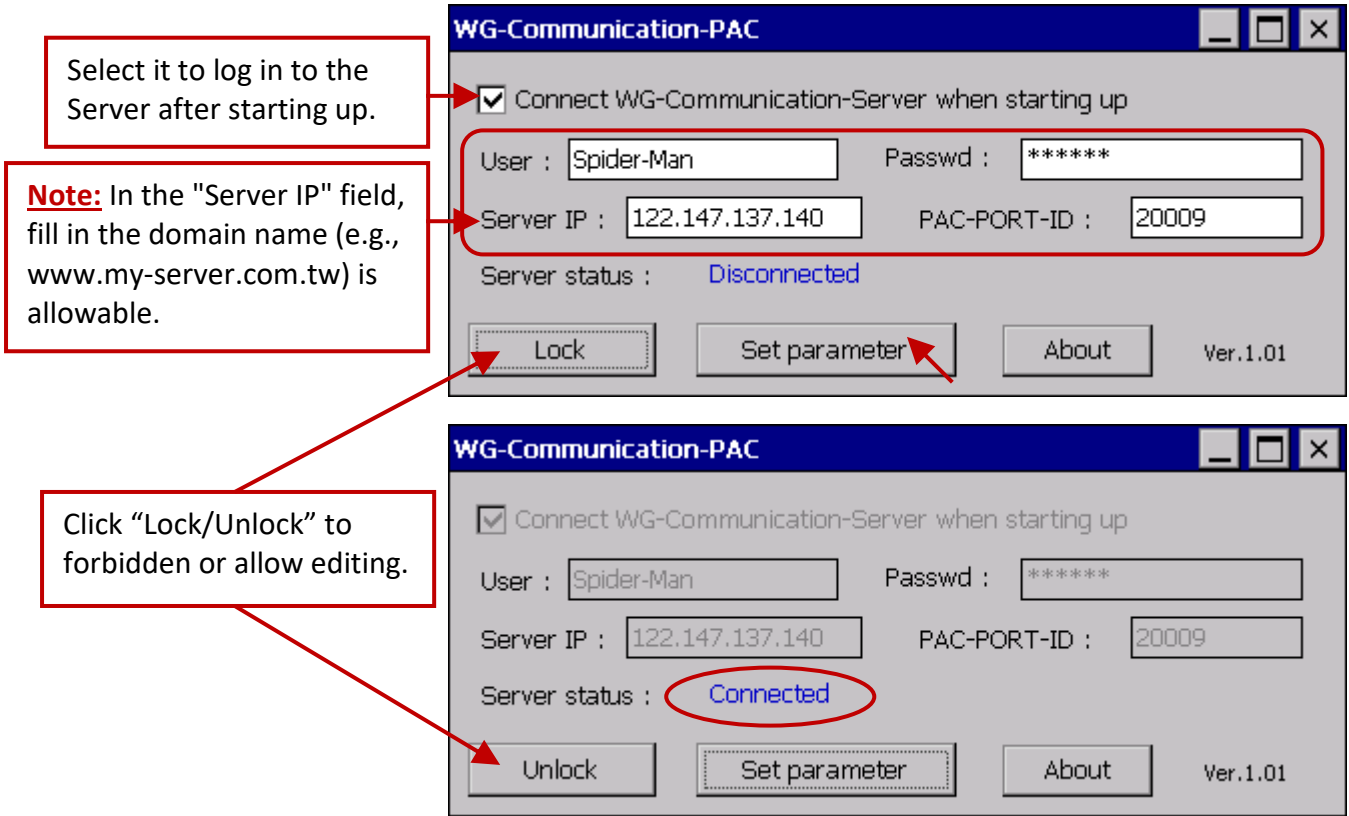 WG-Communication-PAC
Select it to log in to the
Server after starting up.
Connect WG-Communication-Server when starting up
User : Spider-Man Passwd : ******
Note: In the "Server IP" field,
fill in the domain name (e.g.,
www.my-server.com.tw) is
allowable.
Server IP : 122.147.137.140 PAC-PORT-ID : 20009
Server status : Disconnected
Lock Set parameter About Ver.1.01
WG-Communication-PAC
Connect WG-Communication-Server when starting up
Click “Lock/Unlock” to
forbidden or allow editing.
User : Spider-Man Passwd : ******
Server IP : 122.147.137.140 PAC-PORT-ID : 20009
Server status : Connected
Unlock Set parameter About Ver.1.01